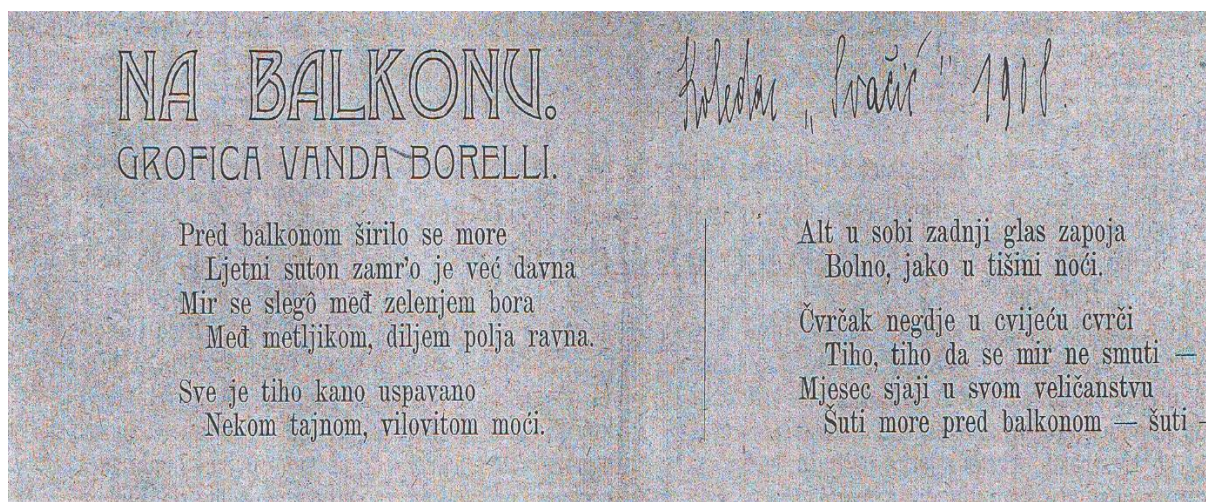 NA BALKONU.
GROFICA VANDA BORELLI.
Koledar „Svačić" 1908.
Pred balkonom širilo se more
Ljetni suton zamr'o je već davna
Mir se slegô međ zelenjem bora
Međ metljikom, diljem polja ravna.
Sve je tiho kano uspavano
Nekom tajnom, vilovitom moći.
Alt u sobi zadnji glas zapoja
Bolno, jako u tišini noći.
Čvrčak negdje u cvijeću cvrči
Tiho, tiho da se mir ne smuti —
Mjesec sjaji u svom veličanstvu
Šuti more pred balkonom — šuti -